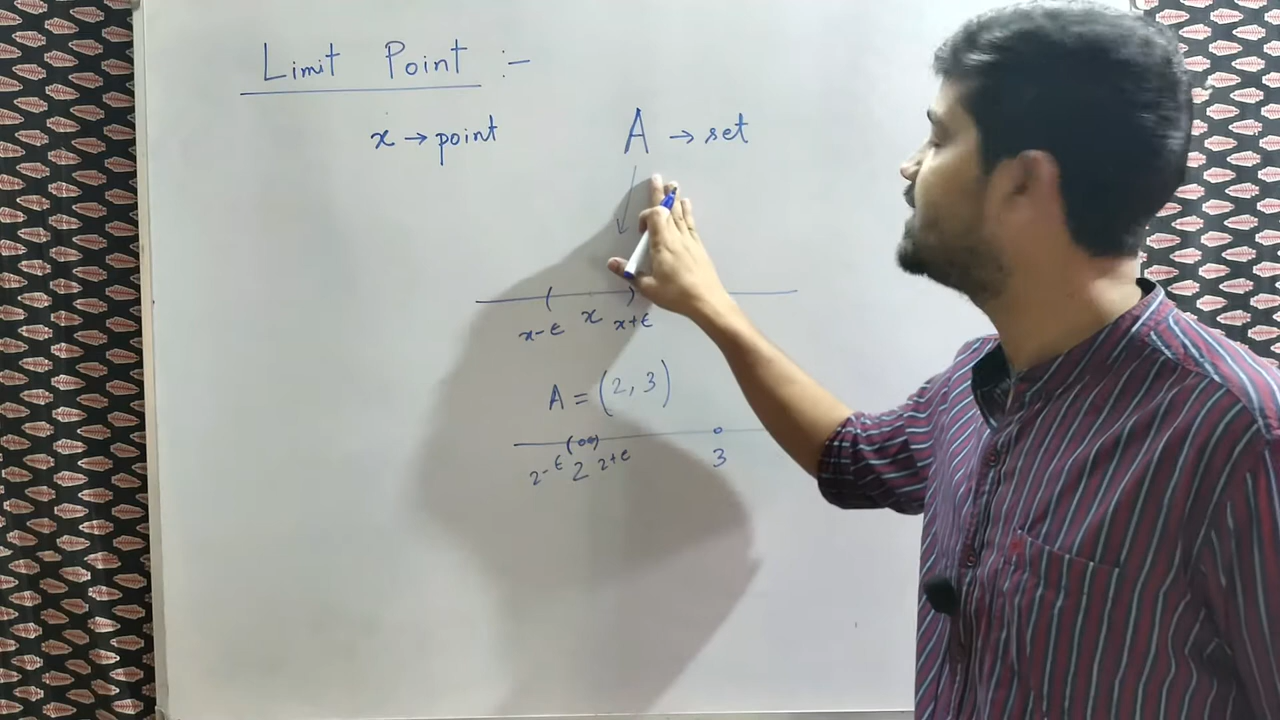 Limit Point :-
x → point A → set
x-ϵ x x+ϵ
A = (2, 3)
2-ϵ 2 2+ϵ 3